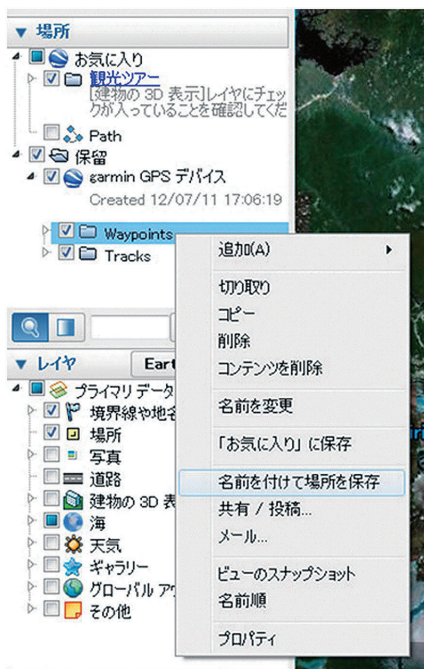 場所
お気に入り
観光ツアー
[建物の 3D 表示]レイヤにチェッ
クが入っていることを確認してくだ
Path
保留
garmin GPS デバイス
Created 12/07/11 17:06:19
Waypoints
Tracks
追加(A)
切り取り
コピー
削除
コンテンツを削除
名前を変更
「お気に入り」に保存
名前を付けて場所を保存
共有 / 投稿...
メール...
ビューのスナップショット
名前順
プロパティ
レイヤ
Eart
プライマリ データ
境界線や地名
場所
写真
道路
建物の 3D 表
海
天気
ギャラリー
グローバル アウ
その他